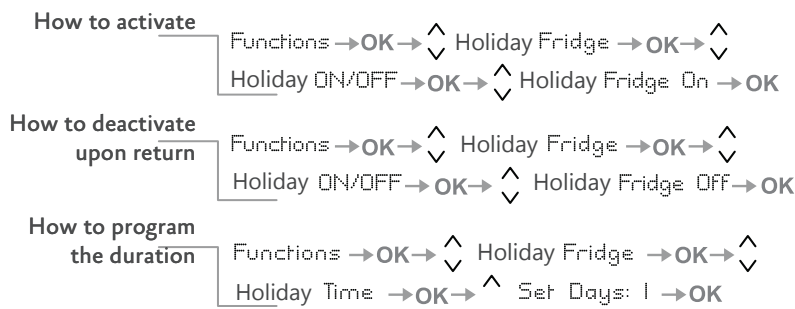 How to activate
Functions → OK → Holiday Fridge → OK →
Holiday ON/OFF → OK → Holiday Fridge On → OK
How to deactivate
upon return
Functions → OK → Holiday Fridge → OK →
Holiday ON/OFF → OK → Holiday Fridge Off → OK
How to program
the duration
Functions → OK → Holiday Fridge → OK →
Holiday Time → OK → Set Days: 1 → OK